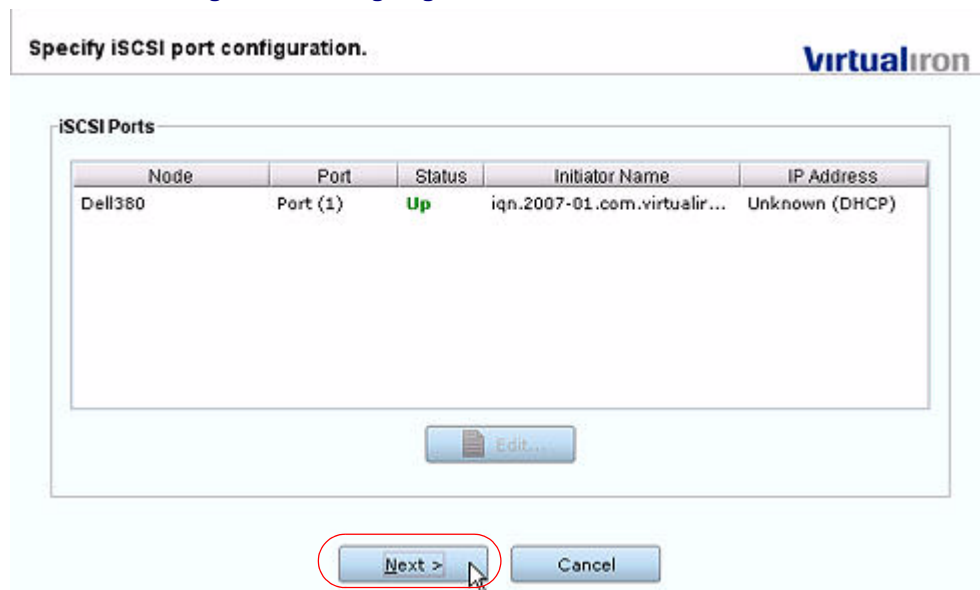 Specify iSCSI port configuration.
Virtualiron
iSCSI Ports
Node Port Status Initiator Name IP Address
Dell380 Port (1) Up iqn.2007-01.com.virtualir... Unknown (DHCP)
Edit...
Next > Cancel